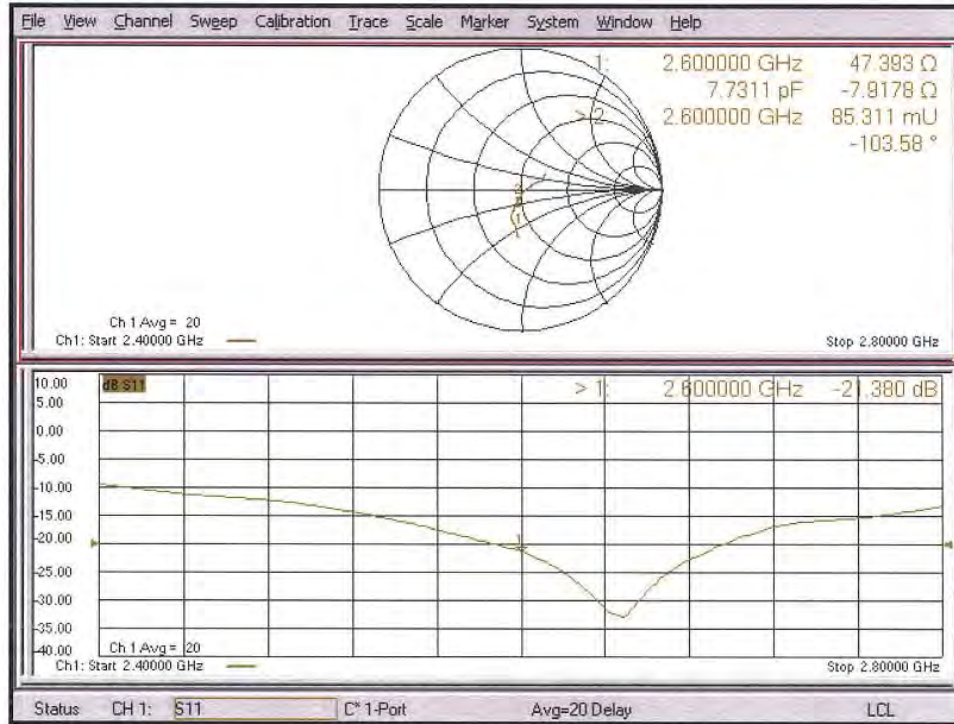 File View Channel Sweep Calibration Trace Scale Marker System Window Help
1: 2.600000 GHz 47.393 Ω
7.7311 pF -7.9178 Ω
> 2 2.600000 GHz 85.311 mU
-103.58 °
1
Ch 1 Avg = 20
Ch1: Start 2.40000 GHz
Stop 2.80000 GHz
10.00 dB S11 > 1: 2.600000 GHz -21.380 dB
5.00
0.00
-5.00
-10.00
-15.00
-20.00
1
-25.00
-30.00
-35.00
-40.00
Ch 1 Avg = 20
Ch1: Start 2.40000 GHz
Stop 2.80000 GHz
Status CH 1: S11 C* 1-Port Avg=20 Delay LCL